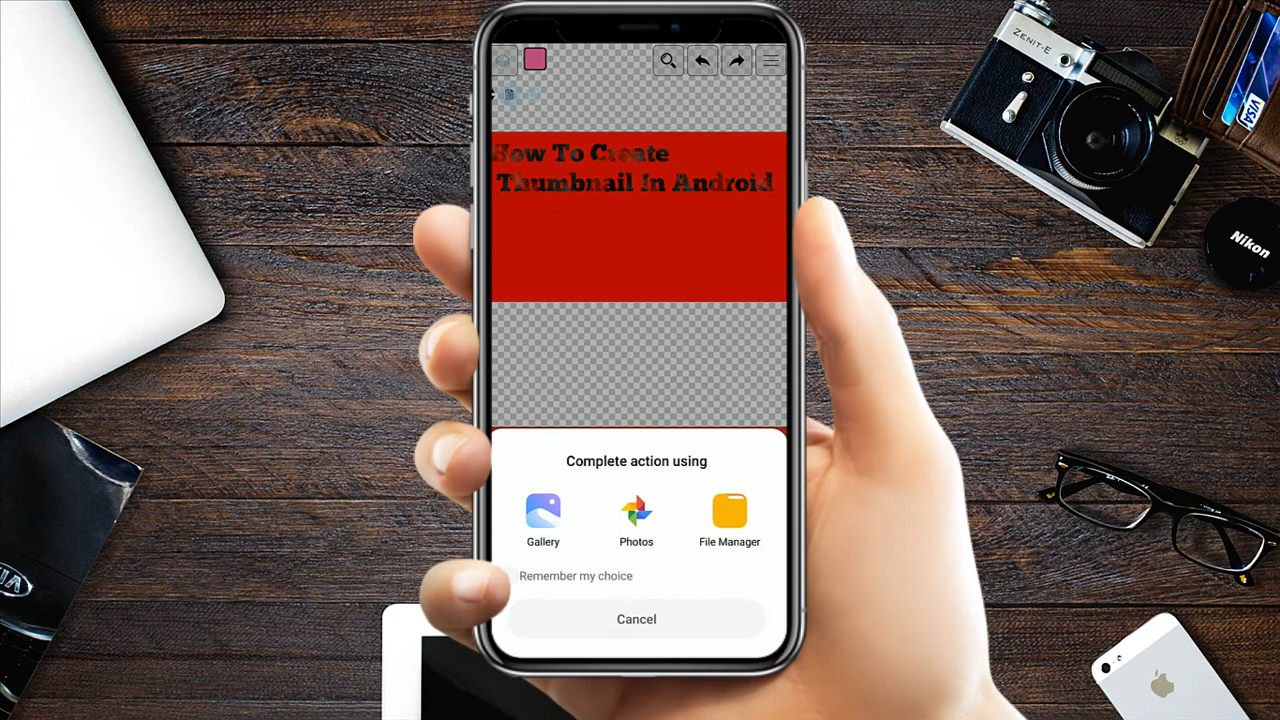 How To Create
Thumbnail In Android
Complete action using
Gallery
Photos
File Manager
Remember my choice
Cancel
ZENIT-E
VISA
Nikon
KIA